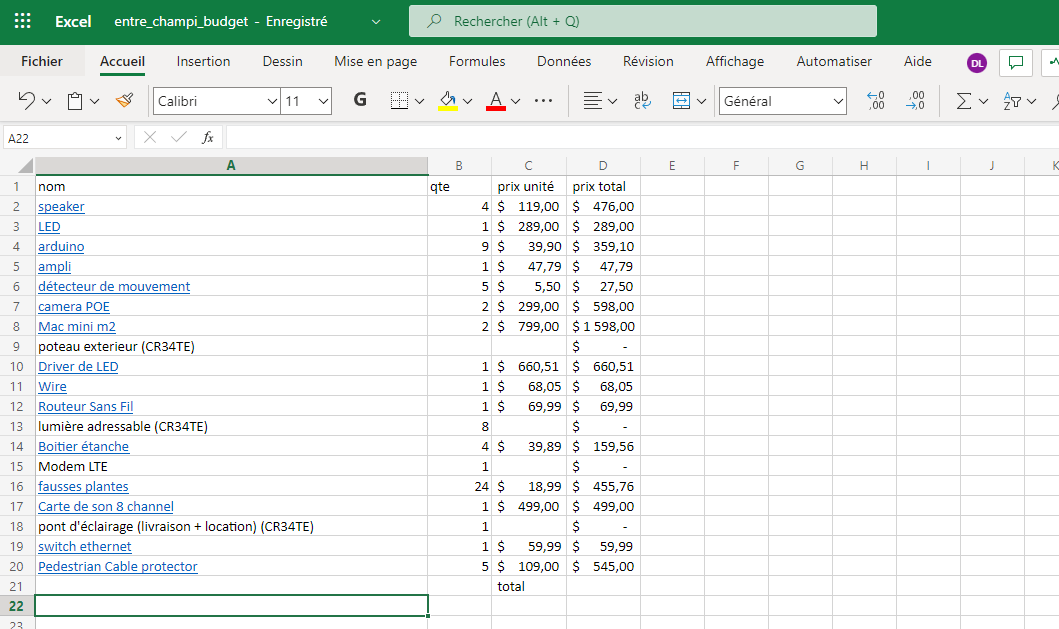 Excel entre_champi_budget - Enregistré Rechercher (Alt + Q)
Fichier Accueil Insertion Dessin Mise en page Formules Données Révision Affichage Automatiser Aide DL
Calibri 11 G A ab Général ,00 ,00
A22 fx
A B C D E F G H I J K
1 nom qte prix unité prix total
2 speaker 4 $ 119,00 $ 476,00
3 LED 1 $ 289,00 $ 289,00
4 arduino 9 $ 39,90 $ 359,10
5 ampli 1 $ 47,79 $ 47,79
6 détecteur de mouvement 5 $ 5,50 $ 27,50
7 camera POE 2 $ 299,00 $ 598,00
8 Mac mini m2 2 $ 799,00 $ 1 598,00
9 poteau exterieur (CR34TE) $ -
10 Driver de LED 1 $ 660,51 $ 660,51
11 Wire 1 $ 68,05 $ 68,05
12 Routeur Sans Fil 1 $ 69,99 $ 69,99
13 lumière adressable (CR34TE) 8 $ -
14 Boitier étanche 4 $ 39,89 $ 159,56
15 Modem LTE 1 $ -
16 fausses plantes 24 $ 18,99 $ 455,76
17 Carte de son 8 channel 1 $ 499,00 $ 499,00
18 pont d'éclairage (livraison + location) (CR34TE) 1 $ -
19 switch ethernet 1 $ 59,99 $ 59,99
20 Pedestrian Cable protector 5 $ 109,00 $ 545,00
21 total
22
23